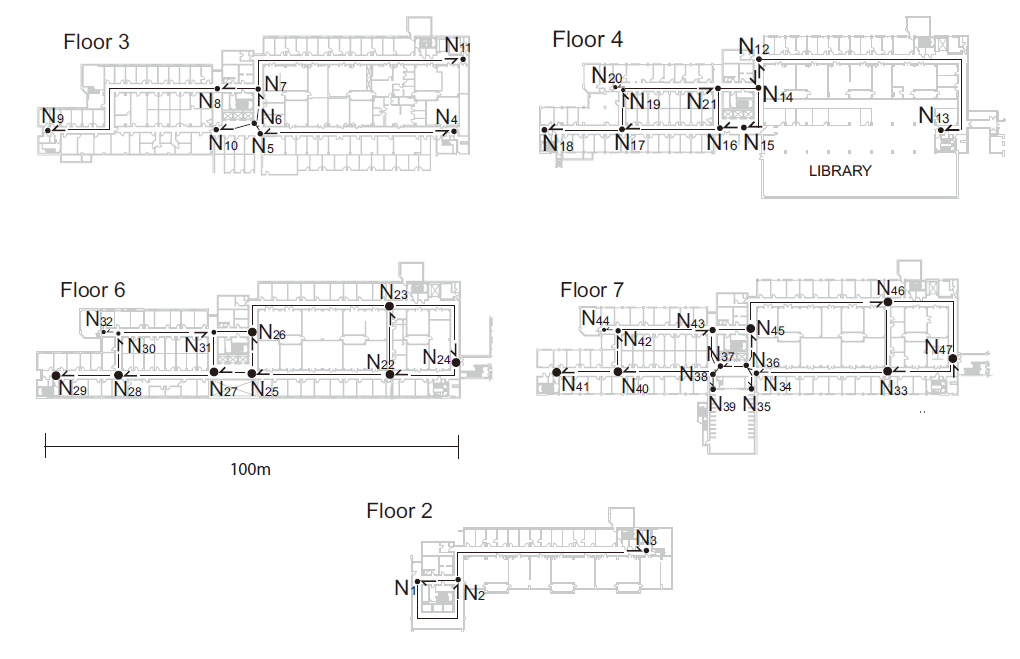 Floor 3
N11
N7
N8
N9
N6
N4
N10
N5
Floor 4
N12
N20
N19
N21
N14
N13
N18
N17
N16
N15
LIBRARY
Floor 6
N23
N32
N26
N30
N31
N22
N24
N29
N28
N27
N25
100m
Floor 7
N46
N44
N43
N45
N42
N37
N36
N47
N38
N41
N40
N34
N33
N39
N35
Floor 2
N3
N1
N2